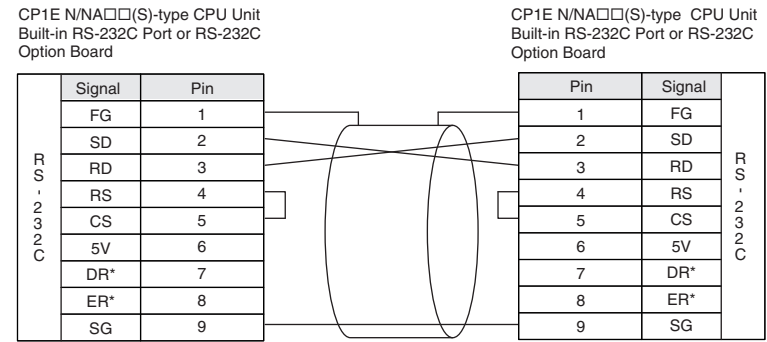 CP1E N/NA□□(S)-type CPU Unit
Built-in RS-232C Port or RS-232C
Option Board
CP1E N/NA□□(S)-type CPU Unit
Built-in RS-232C Port or RS-232C
Option Board
RS-232C
Signal Pin
FG 1
SD 2
RD 3
RS 4
CS 5
5V 6
DR* 7
ER* 8
SG 9
Pin Signal
1 FG
2 SD
3 RD
4 RS
5 CS
6 5V
7 DR*
8 ER*
9 SG
RS-232C